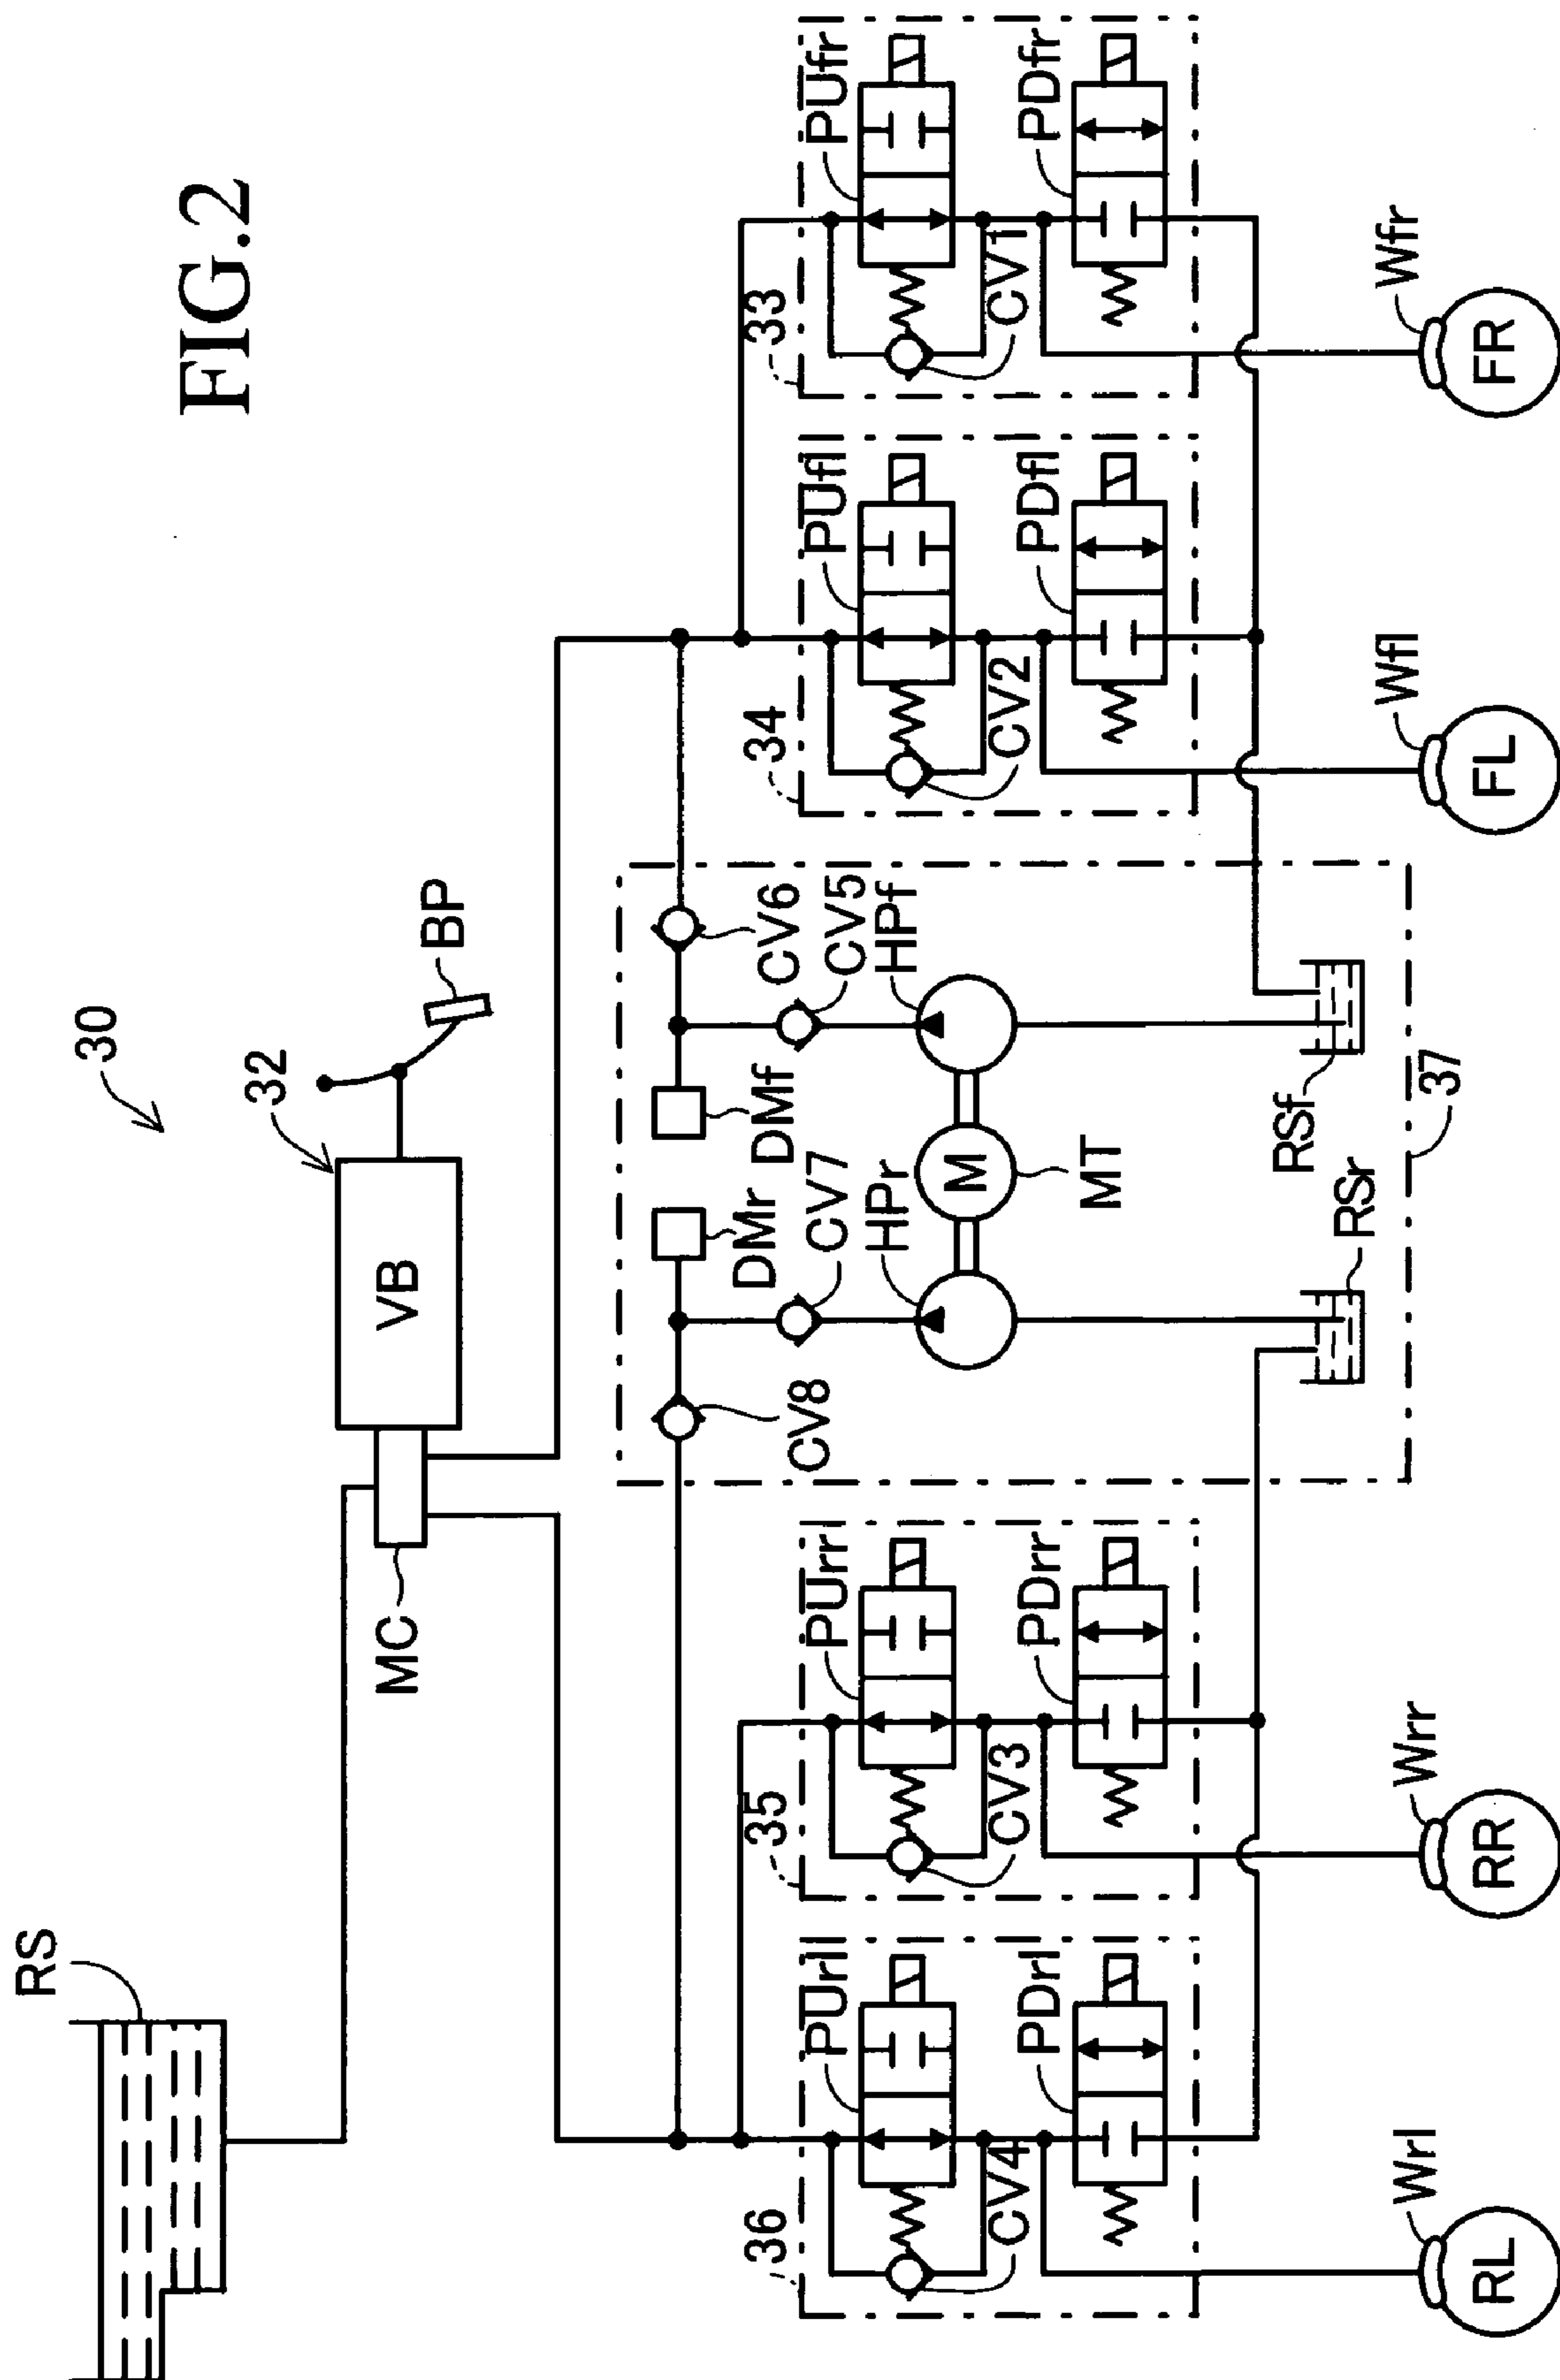 FIG.2
30
RS
32
BP
VB
MC
CV6
CV5
HPf
DMf
DMr
CV7
HPr
CV8
M
MT
RSf
RSr
37
36
PUrl
CV4
PDrl
35
PUrr
CV3
PDrr
34
PUfl
CV2
PDfl
33
PUfr
CV1
PDfr
Wrl
RL
Wrr
RR
Wfl
FL
Wfr
FR